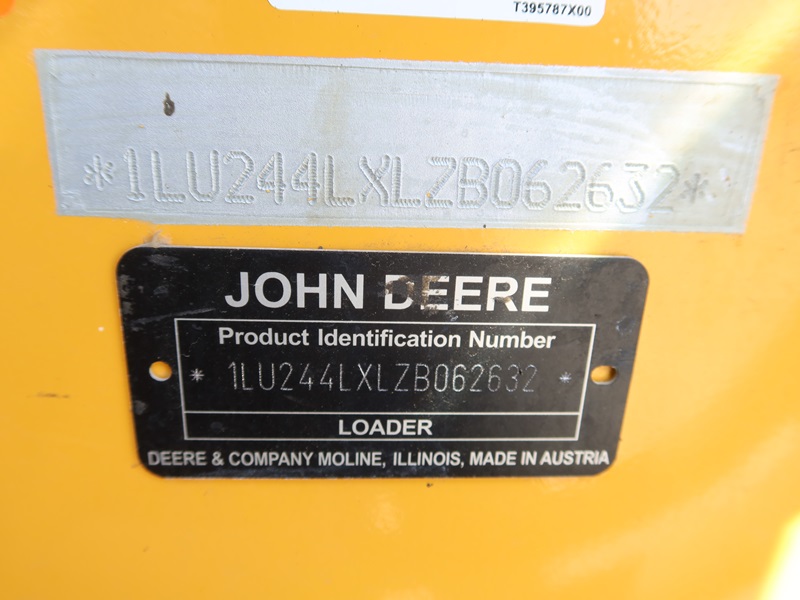 T395787X00
*1LU244LXLZB062632*
JOHN DEERE
Product Identification Number
* 1LU244LXLZB062632 *
LOADER
DEERE & COMPANY MOLINE, ILLINOIS, MADE IN AUSTRIA